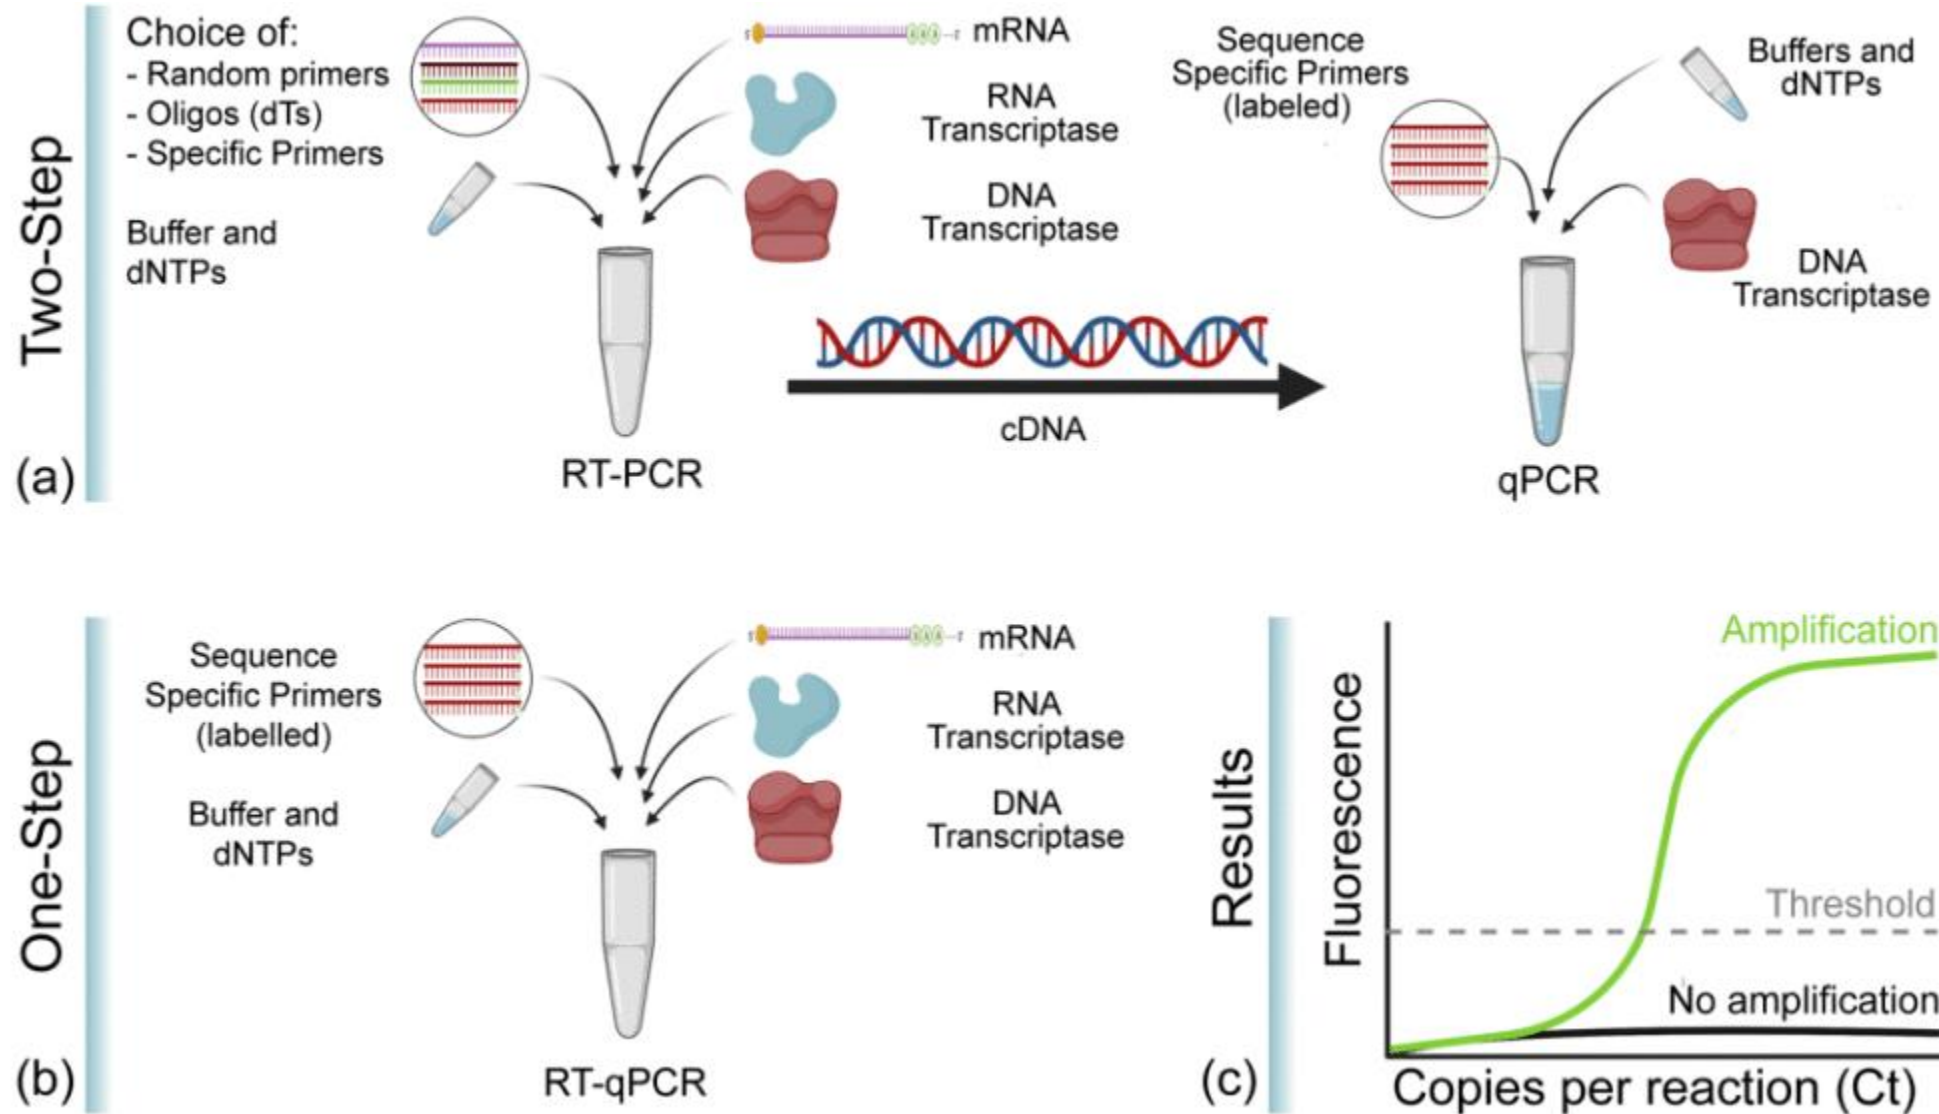 Two-Step
(a)
Choice of:
- Random primers
- Oligos (dTs)
- Specific Primers
Buffer and
dNTPs
mRNA
RNA
Transcriptase
DNA
Transcriptase
RT-PCR
cDNA
Sequence
Specific Primers
(labeled)
Buffers and
dNTPs
DNA
Transcriptase
qPCR
One-Step
(b)
Sequence
Specific Primers
(labelled)
Buffer and
dNTPs
mRNA
RNA
Transcriptase
DNA
Transcriptase
RT-qPCR
Results
(c)
Fluorescence
Amplification
Threshold
No amplification
Copies per reaction (Ct)